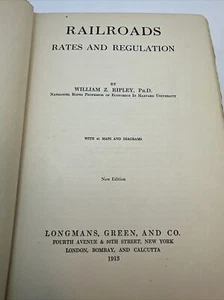 RAILROADS
RATES AND REGULATION
BY
WILLIAM Z. RIPLEY, PH.D.
NATHANIEL ROPES PROFESSOR OF ECONOMICS IN HARVARD UNIVERSITY
WITH 41 MAPS AND DIAGRAMS
New Edition
LONGMANS, GREEN, AND CO.
FOURTH AVENUE & 30TH STREET, NEW YORK
LONDON, BOMBAY, AND CALCUTTA
1913